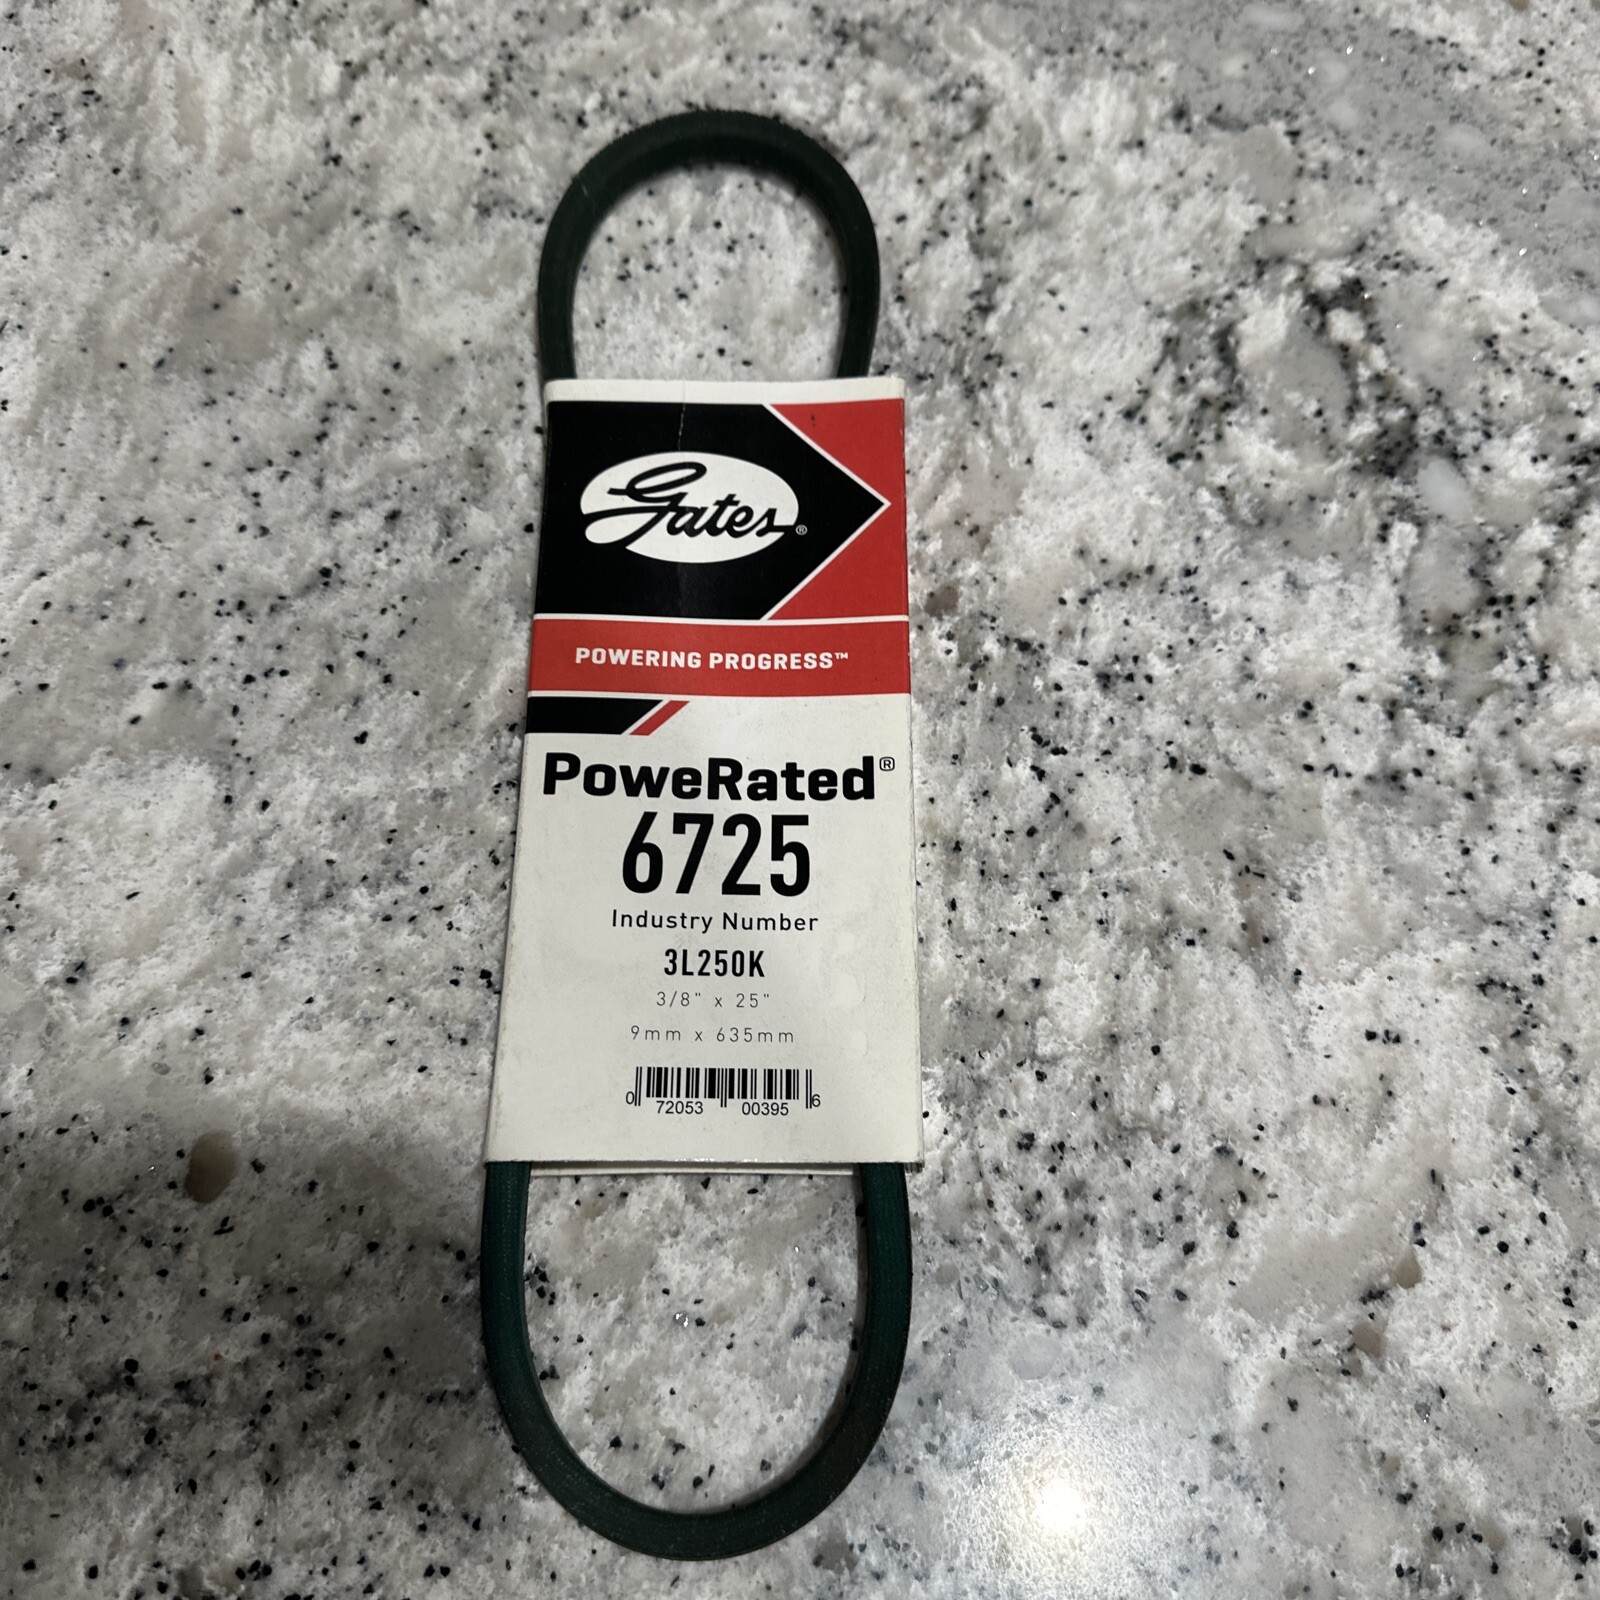 Gates®
POWERING PROGRESS™
PoweRated®
6725
Industry Number
3L250K
3/8" x 25"
9mm x 635mm
0 72053 00395 6